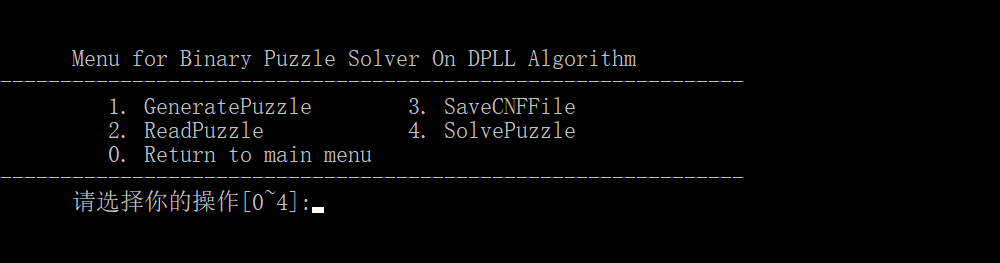 Menu for Binary Puzzle Solver On DPLL Algorithm
---------------------------------------------------------------
1. GeneratePuzzle 3. SaveCNFFile
2. ReadPuzzle 4. SolvePuzzle
0. Return to main menu
---------------------------------------------------------------
请选择你的操作[0~4]: